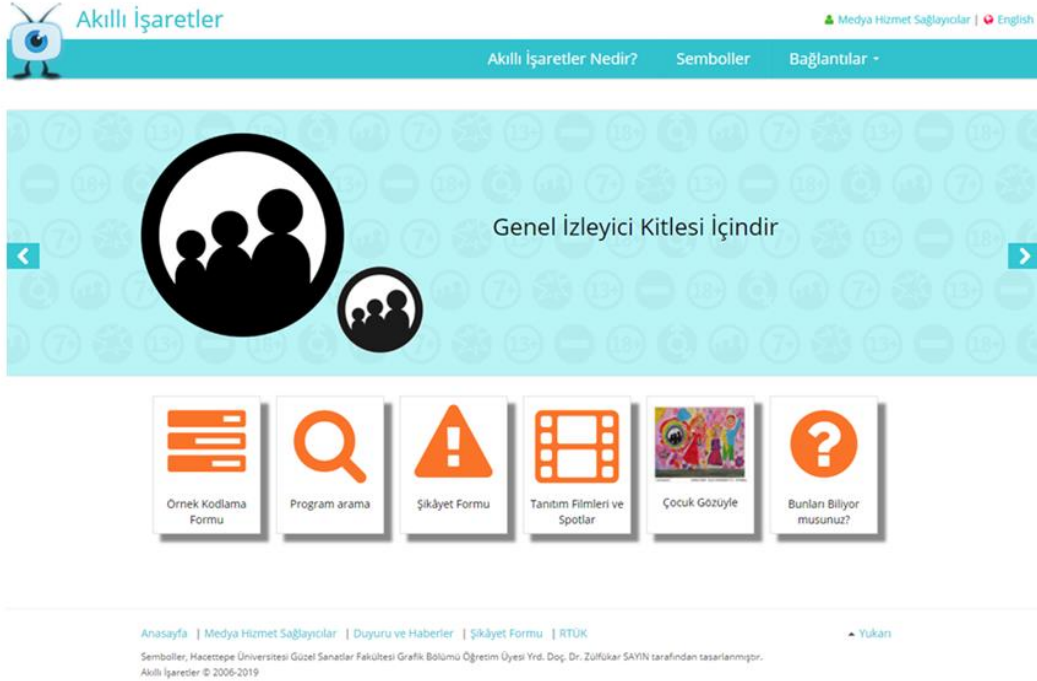 Akıllı İşaretler
Medya Hizmet Sağlayıcılar | English
Akıllı İşaretler Nedir? Semboller Bağlantılar
Genel İzleyici Kitlesi İçindir
Örnek Kodlama
Formu
Program arama
Şikâyet Formu
Tanıtım Filmleri ve
Spotlar
Çocuk Gözüyle
Bunları Biliyor
musunuz?
Anasayfa | Medya Hizmet Sağlayıcılar | Duyuru ve Haberler | Şikâyet Formu | RTÜK
Yukarı
Semboller, Hacettepe Üniversitesi Güzel Sanatlar Fakültesi Grafik Bölümü Öğretim Üyesi Yrd. Doç. Dr. Zülfükar SAYIN tarafından tasarlanmıştır.
Akıllı İşaretler © 2006-2019